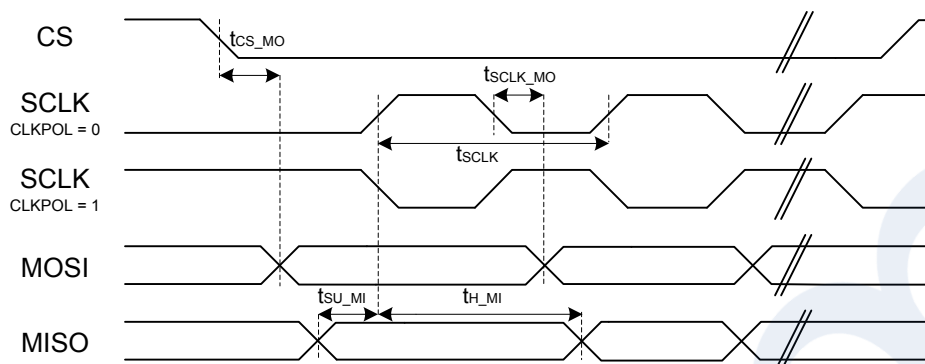 CS
tCS_MO
tSCLK_MO
SCLK
CLKPOL = 0
tSCLK
SCLK
CLKPOL = 1
MOSI
tSU_MI
tH_MI
MISO